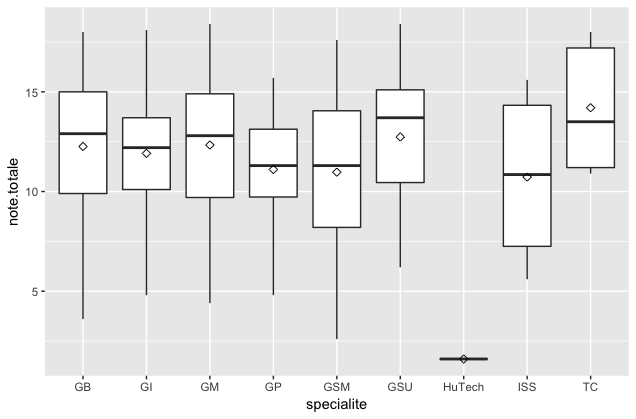 note.totale
15
10
5
GB GI GM GP GSM GSU HuTech ISS TC
specialite